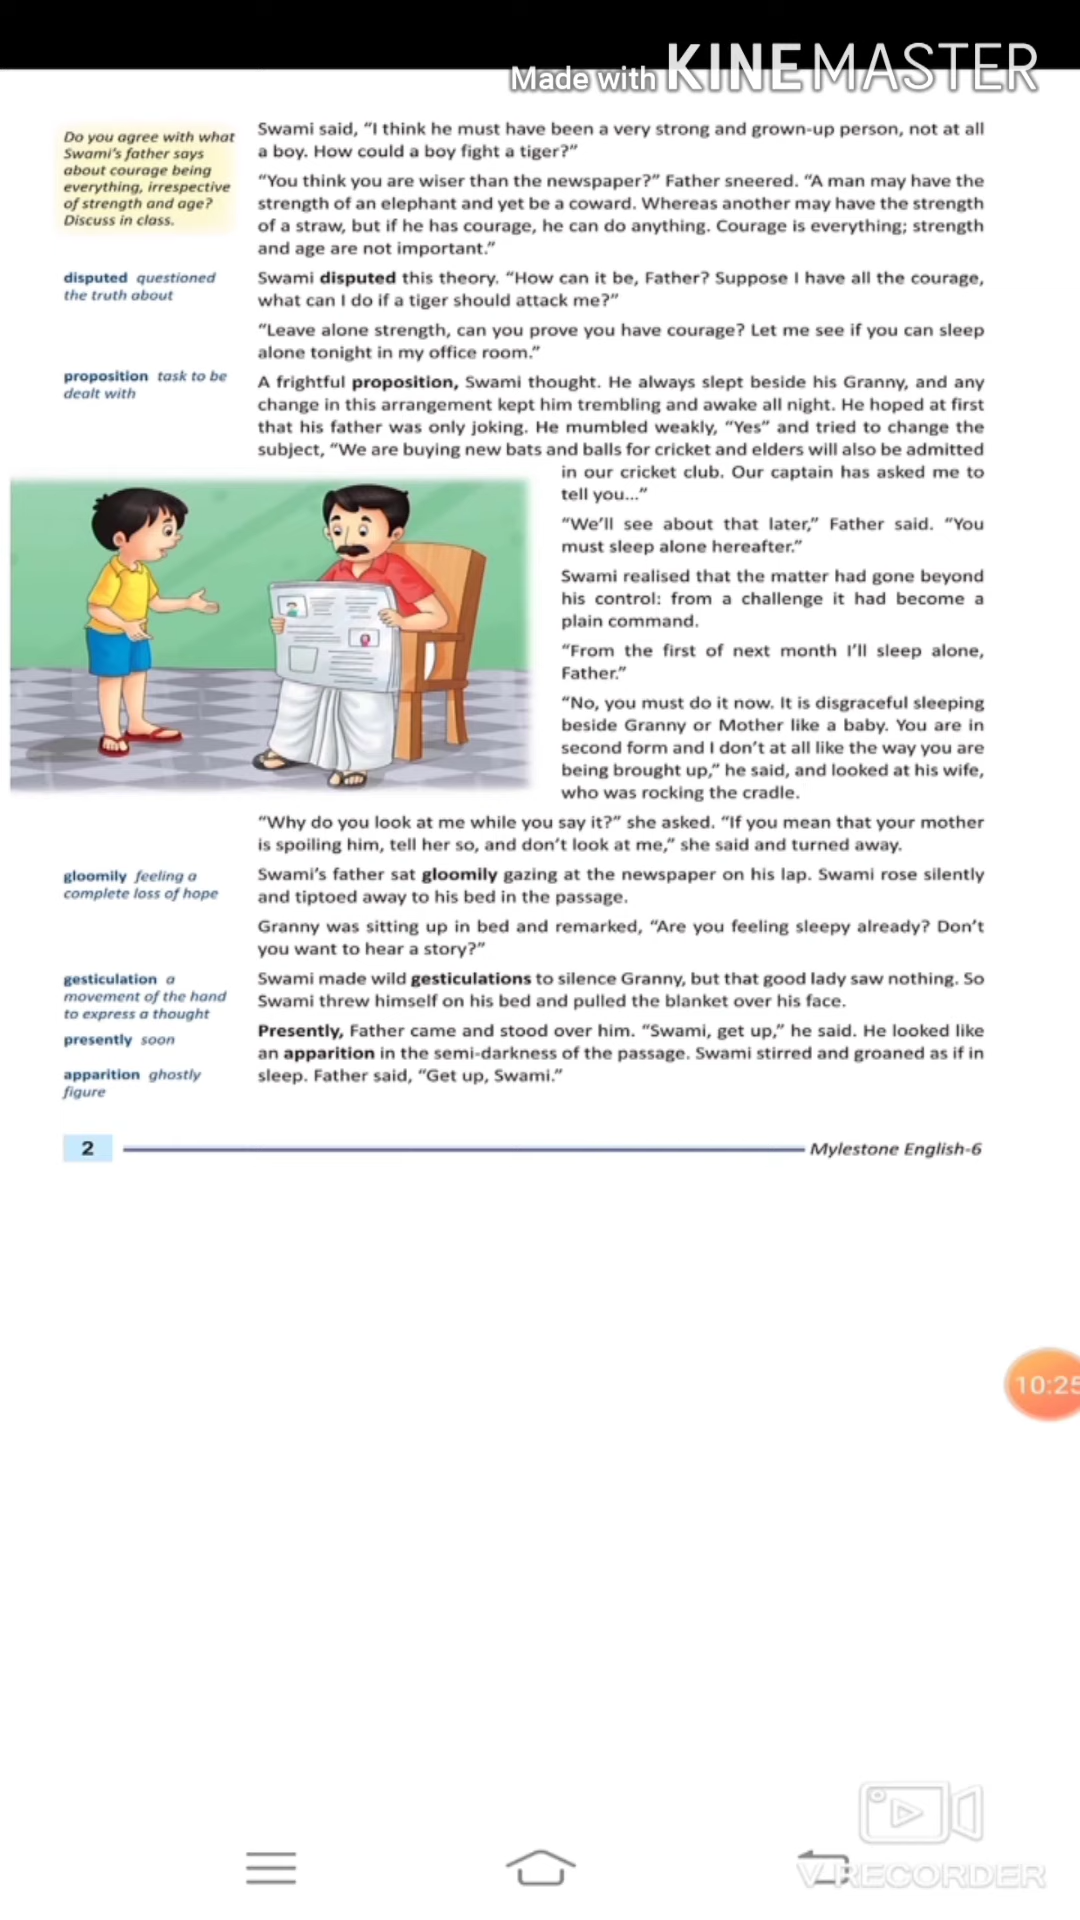 Made with KINEMASTER
Do you agree with what
Swami's father says
about courage being
everything, irrespective
of strength and age?
Discuss in class.
Swami said, "I think he must have been a very strong and grown-up person, not at all
a boy. How could a boy fight a tiger?"
"You think you are wiser than the newspaper?" Father sneered. "A man may have the
strength of an elephant and yet be a coward. Whereas another may have the strength
of a straw, but if he has courage, he can do anything. Courage is everything; strength
and age are not important."
disputed questioned
the truth about
Swami disputed this theory. "How can it be, Father? Suppose I have all the courage,
what can I do if a tiger should attack me?"
"Leave alone strength, can you prove you have courage? Let me see if you can sleep
alone tonight in my office room."
proposition task to be
dealt with
A frightful proposition, Swami thought. He always slept beside his Granny, and any
change in this arrangement kept him trembling and awake all night. He hoped at first
that his father was only joking. He mumbled weakly, "Yes" and tried to change the
subject, "We are buying new bats and balls for cricket and elders will also be admitted
in our cricket club. Our captain has asked me to
tell you..."
"We'll see about that later," Father said. "You
must sleep alone hereafter."
Swami realised that the matter had gone beyond
his control: from a challenge it had become a
plain command.
"From the first of next month I'll sleep alone,
Father."
"No, you must do it now. It is disgraceful sleeping
beside Granny or Mother like a baby. You are in
second form and I don't at all like the way you are
being brought up," he said, and looked at his wife,
who was rocking the cradle.
"Why do you look at me while you say it?" she asked. "If you mean that your mother
is spoiling him, tell her so, and don't look at me," she said and turned away.
gloomily feeling a
complete loss of hope
Swami's father sat gloomily gazing at the newspaper on his lap. Swami rose silently
and tiptoed away to his bed in the passage.
Granny was sitting up in bed and remarked, "Are you feeling sleepy already? Don't
you want to hear a story?"
gesticulation a
movement of the hand
to express a thought
Swami made wild gesticulations to silence Granny, but that good lady saw nothing. So
Swami threw himself on his bed and pulled the blanket over his face.
presently soon
apparition ghostly
figure
Presently, Father came and stood over him. "Swami, get up," he said. He looked like
an apparition in the semi-darkness of the passage. Swami stirred and groaned as if in
sleep. Father said, "Get up, Swami."
2
Mylestone English-6
10:25
V RECORDER